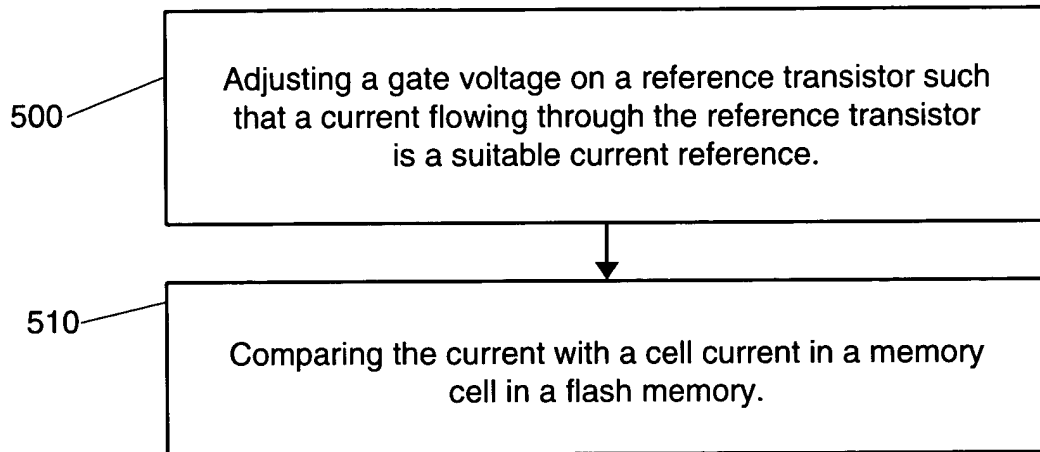 500
Adjusting a gate voltage on a reference transistor such
that a current flowing through the reference transistor
is a suitable current reference.
510
Comparing the current with a cell current in a memory
cell in a flash memory.